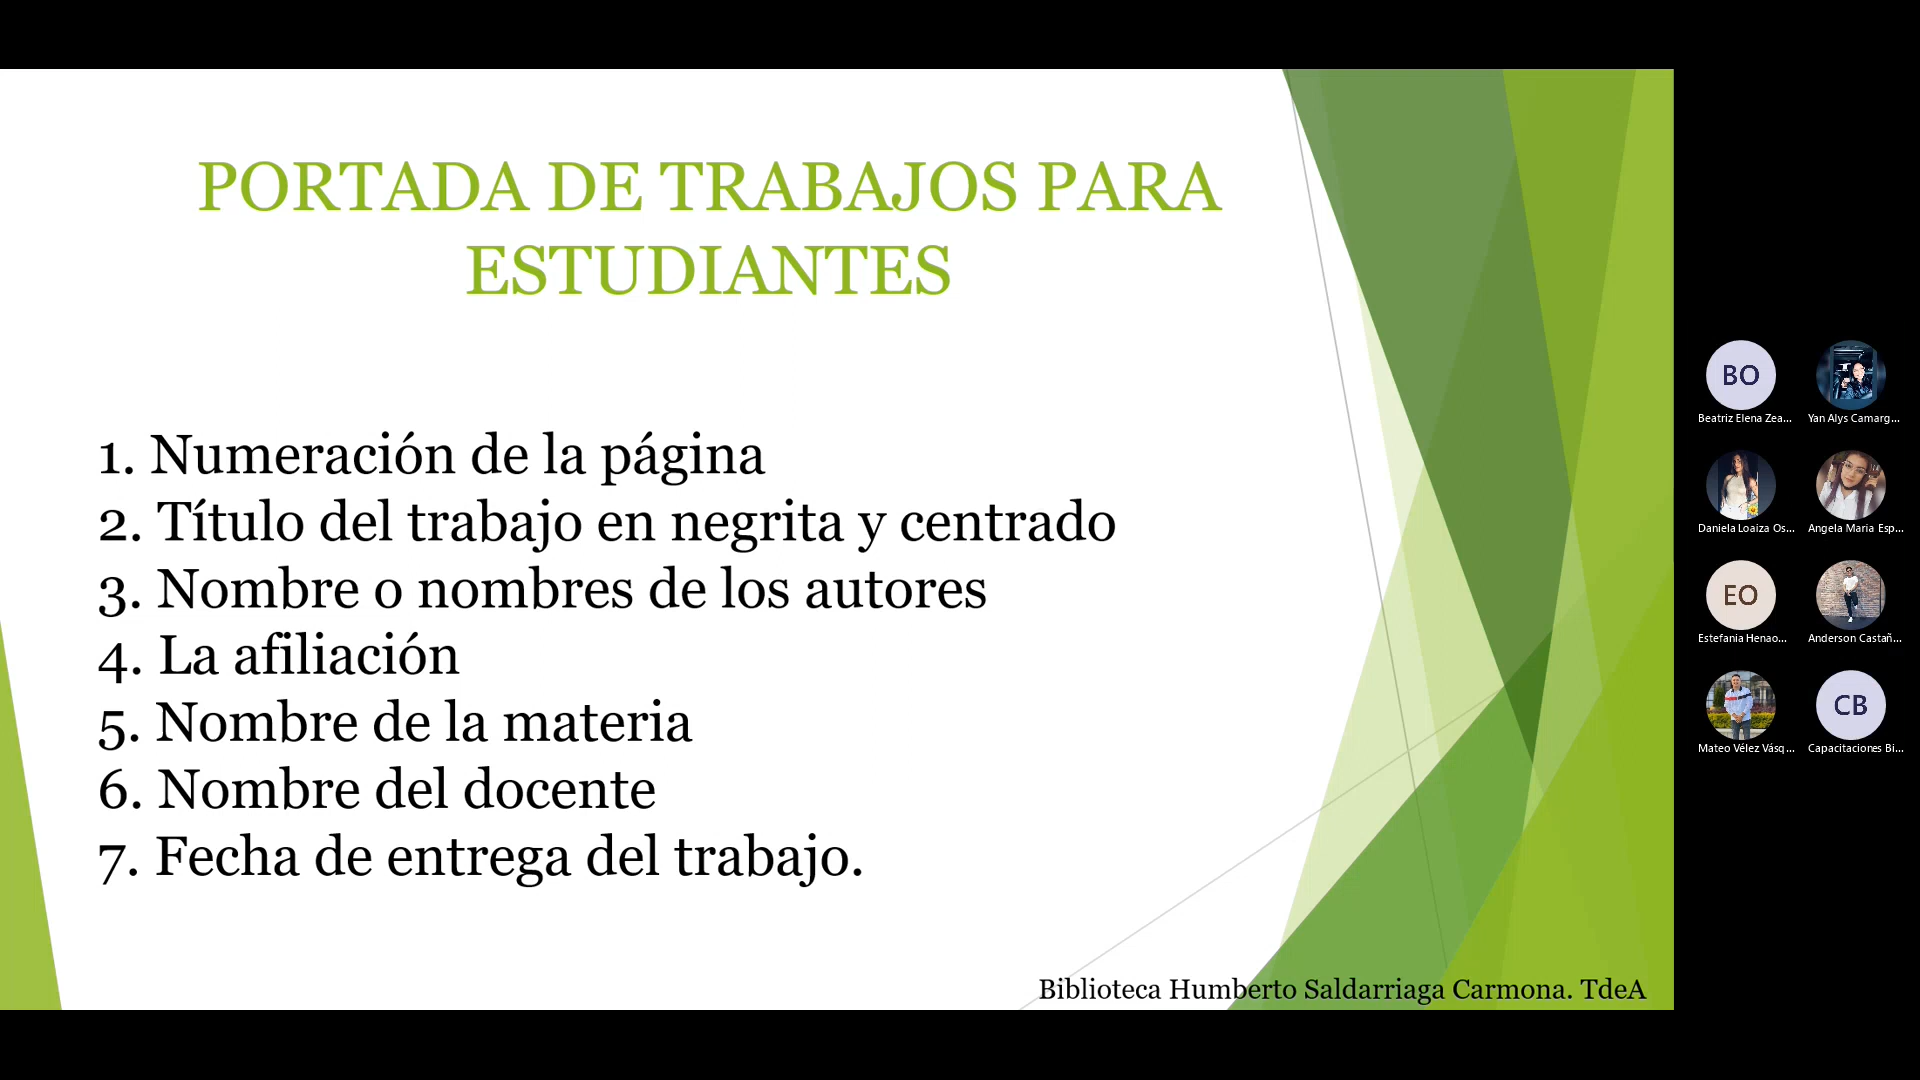 PORTADA DE TRABAJOS PARA
ESTUDIANTES
1. Numeración de la página
2. Título del trabajo en negrita y centrado
3. Nombre o nombres de los autores
4. La afiliación
5. Nombre de la materia
6. Nombre del docente
7. Fecha de entrega del trabajo.
Biblioteca Humberto Saldarriaga Carmona. TdeA
BO
Beatriz Elena Zea...
Yan Alys Camarg...
Daniela Loaiza Os...
Angela Maria Esp...
EO
Estefanía Henao...
Anderson Castañ...
Mateo Vélez Vásq...
CB
Capacitaciones Bi...